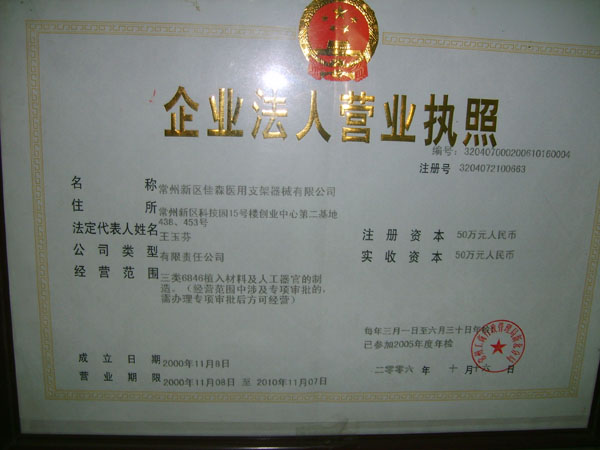 企业法人营业执照
编号：320407000200610160004
注册号 3204072100663
名 称 常州新区佳森医用支架器械有限公司
住 所 常州新区科技园15号楼创业中心第二基地
438、453号
法定代表人姓名 王玉芬
注 册 资 本 50万元人民币
公 司 类 型 有限责任公司
实 收 资 本 50万元人民币
经 营 范 围 三类6846植入材料及人工器官的制
造。（经营范围中涉及专项审批的，
需办理专项审批后方可经营）
每年三月一日至六月三十日年检
已参加2005年度年检
成 立 日 期 2000年11月8日
二〇〇六 年 十 月 十六 日
营 业 期 限 2000年11月08日 至 2010年11月07日